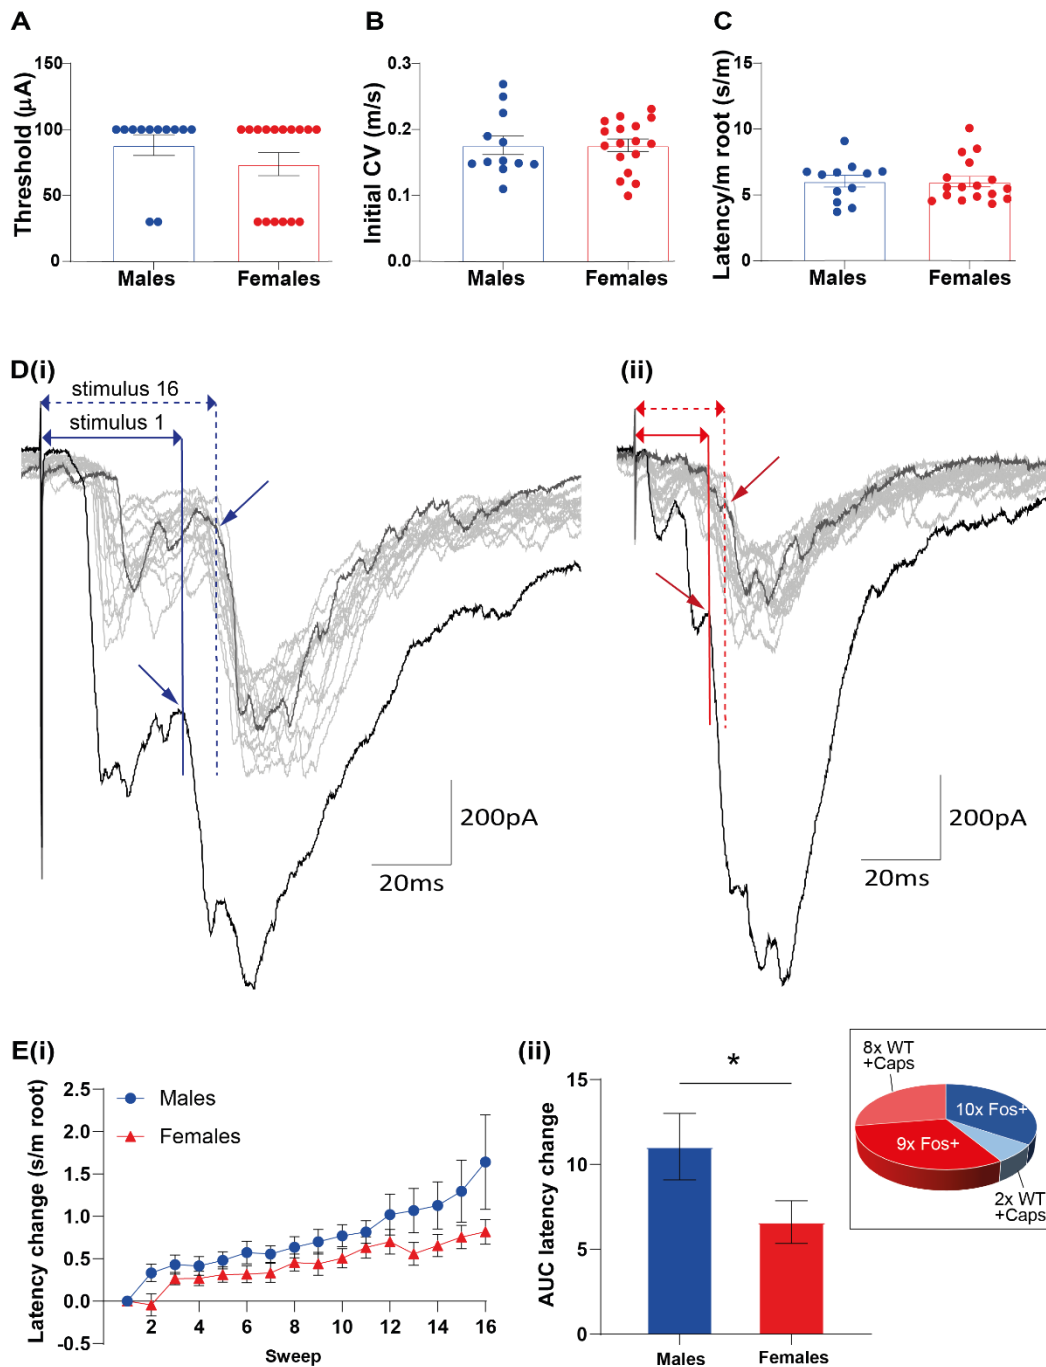 A
Threshold (µA)
150
100
50
0
Males
Females
B
Initial CV (m/s)
0.3
0.2
0.1
0.0
Males
Females
C
Latency/m root (s/m)
15
10
5
0
Males
Females
D(i)
stimulus 16
stimulus 1
200pA
20ms
(ii)
200pA
20ms
E(i)
Latency change (s/m root)
2.5
2.0
1.5
1.0
0.5
0.0
-0.5
Males
Females
2 4 6 8 10 12 14 16
Sweep
(ii)
AUC latency change
15
10
5
0
*
Males
Females
8x WT
+Caps
10x Fos+
9x Fos+
2x WT
+Caps